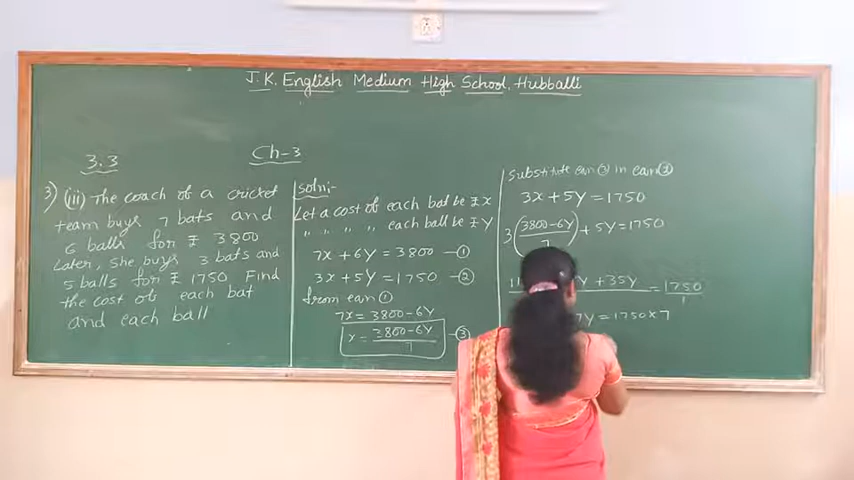 J.K. English Medium High School, Hubballi
3.3
Ch-3
3) (iii) The coach of a cricket
team buys 7 bats and
6 balls for ₹ 3800
Later, she buys 3 bats and
5 balls for ₹ 1750 Find
the cost of each bat
and each ball
soln:-
Let a cost of each bat be ₹ x
" " " " each ball be ₹ y
7x + 6y = 3800 —①
3x + 5y = 1750 —②
from eqn ①
7x = 3800 - 6y
x = (3800 - 6y)/7 —③
Substitute eqn ③ in eqn ②
3x + 5y = 1750
3 (3800 - 6y / 7) + 5y = 1750
y + 35y = 1750/1
7y = 1750 x 7